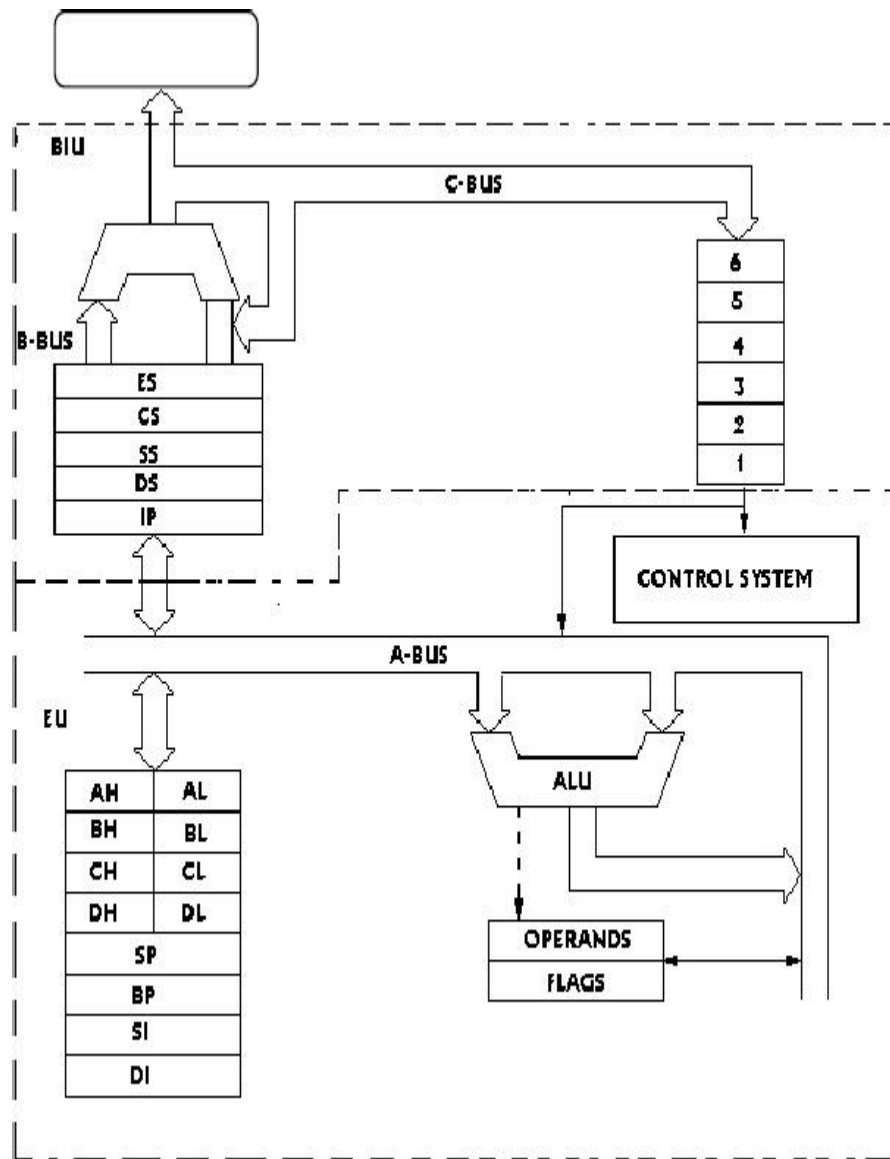 BIU
C-BUS
6
5
4
3
2
1
B-BUS
ES
CS
SS
DS
IP
CONTROL SYSTEM
A-BUS
EU
ALU
AH AL
BH BL
CH CL
DH DL
SP
BP
SI
DI
OPERANDS
FLAGS